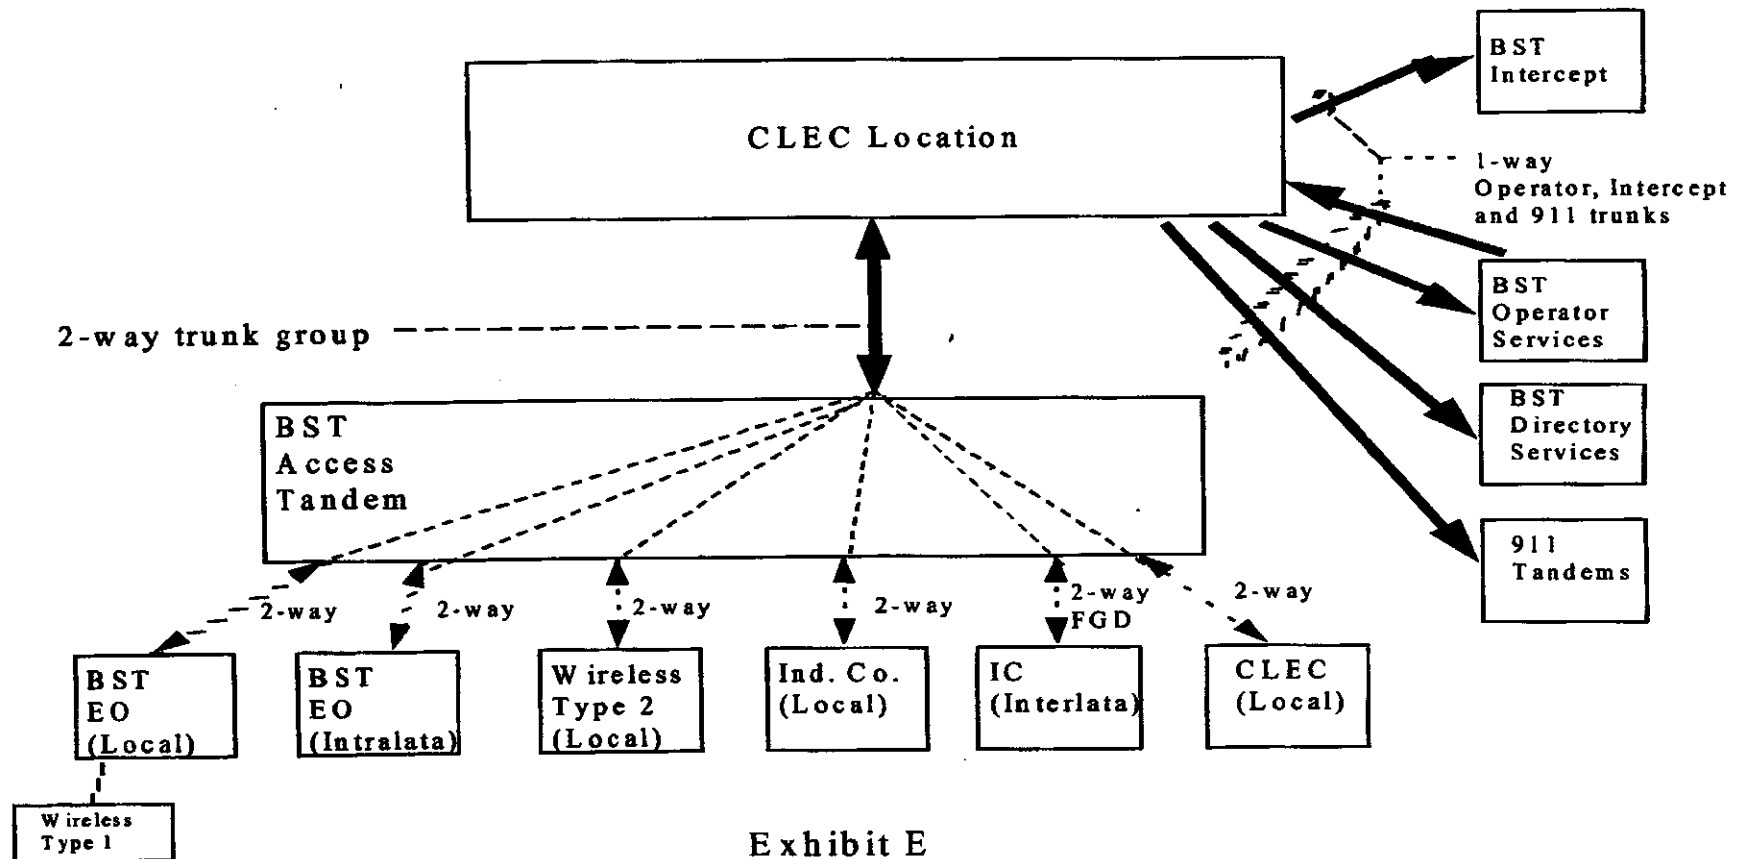 BST
Intercept
CLEC Location
1-way
Operator, Intercept
and 911 trunks
BST
Operator
Services
2-way trunk group
BST
Directory
Services
BST
Access
Tandem
911
Tandems
2-way
2-way
2-way
2-way
2-way
FGD
2-way
BST
EO
(Local)
BST
EO
(Intralata)
Wireless
Type 2
(Local)
Ind. Co.
(Local)
IC
(Interlata)
CLEC
(Local)
Wireless
Type 1
Exhibit E